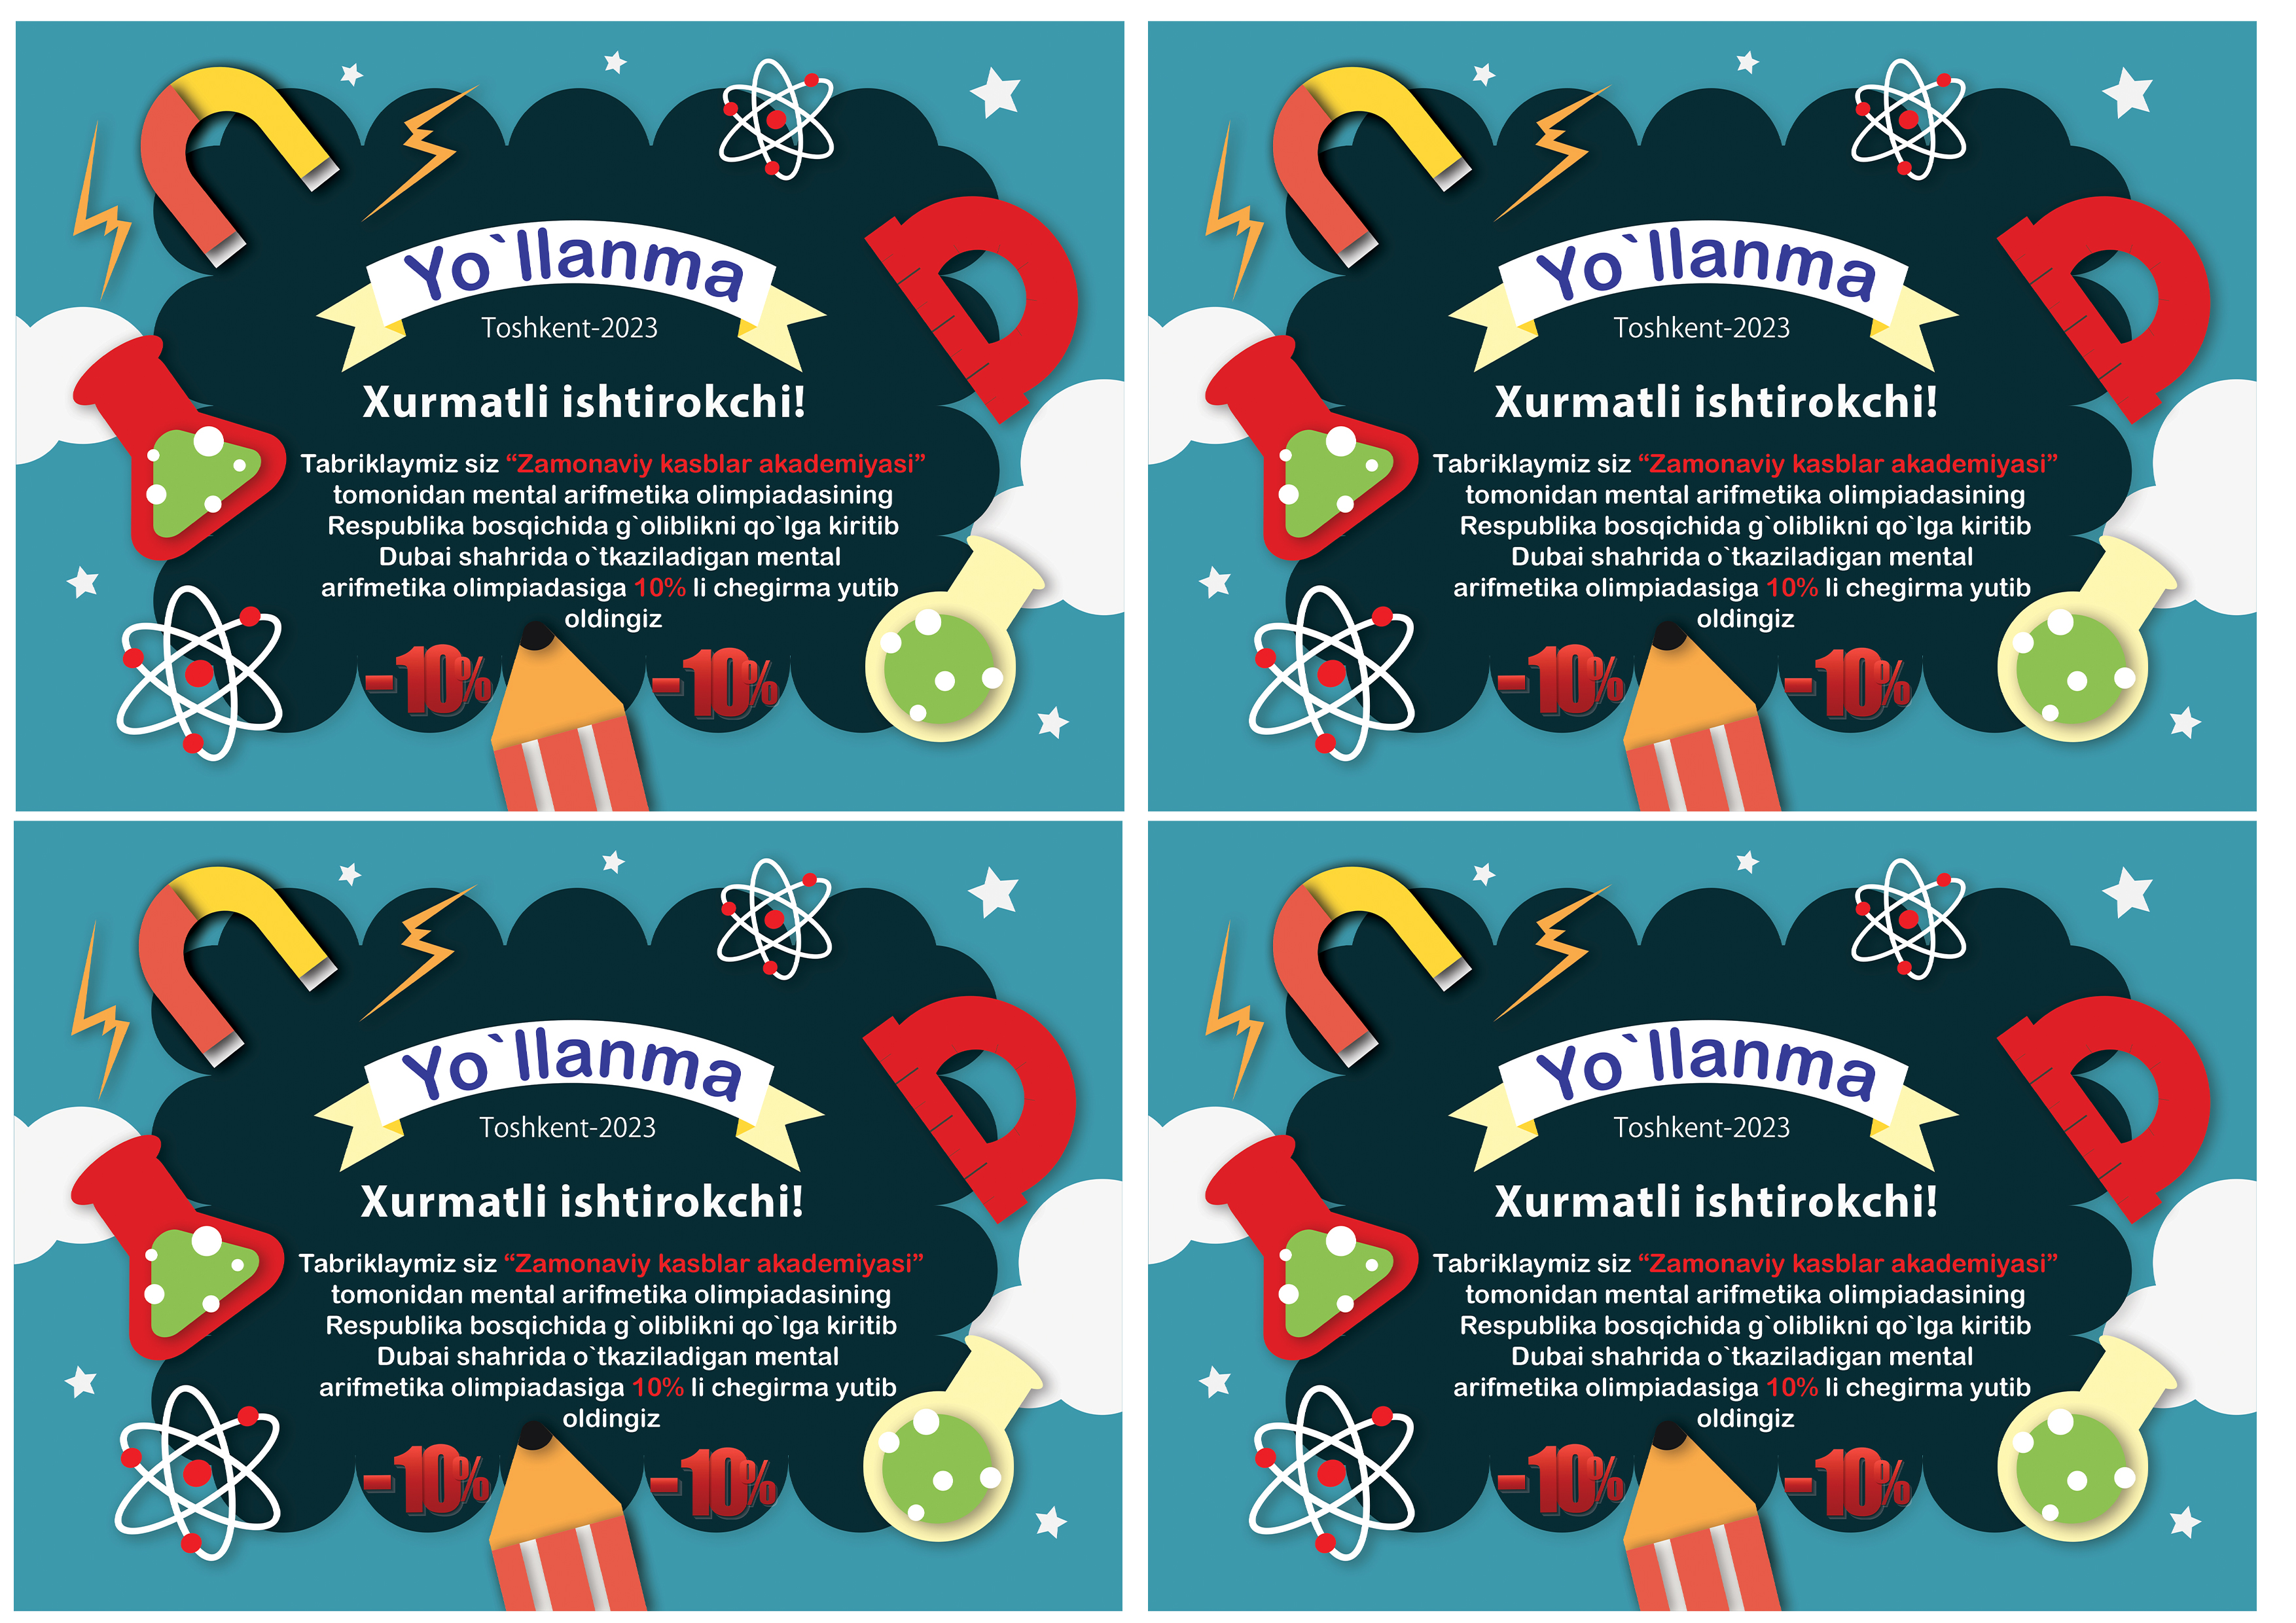 Yo`llanma
Toshkent-2023
Xurmatli ishtirokchi!
Tabriklaymiz siz “Zamonaviy kasblar akademiyasi”
tomonidan mental arifmetika olimpiadasining
Respublika bosqichida g`oliblikni qo`lga kiritib
Dubai shahrida o`tkaziladigan mental
arifmetika olimpiadasiga 10% li chegirma yutib
oldingiz
-10% -10%
Yo`llanma
Toshkent-2023
Xurmatli ishtirokchi!
Tabriklaymiz siz “Zamonaviy kasblar akademiyasi”
tomonidan mental arifmetika olimpiadasining
Respublika bosqichida g`oliblikni qo`lga kiritib
Dubai shahrida o`tkaziladigan mental
arifmetika olimpiadasiga 10% li chegirma yutib
oldingiz
-10% -10%
Yo`llanma
Toshkent-2023
Xurmatli ishtirokchi!
Tabriklaymiz siz “Zamonaviy kasblar akademiyasi”
tomonidan mental arifmetika olimpiadasining
Respublika bosqichida g`oliblikni qo`lga kiritib
Dubai shahrida o`tkaziladigan mental
arifmetika olimpiadasiga 10% li chegirma yutib
oldingiz
-10% -10%
Yo`llanma
Toshkent-2023
Xurmatli ishtirokchi!
Tabriklaymiz siz “Zamonaviy kasblar akademiyasi”
tomonidan mental arifmetika olimpiadasining
Respublika bosqichida g`oliblikni qo`lga kiritib
Dubai shahrida o`tkaziladigan mental
arifmetika olimpiadasiga 10% li chegirma yutib
oldingiz
-10% -10%